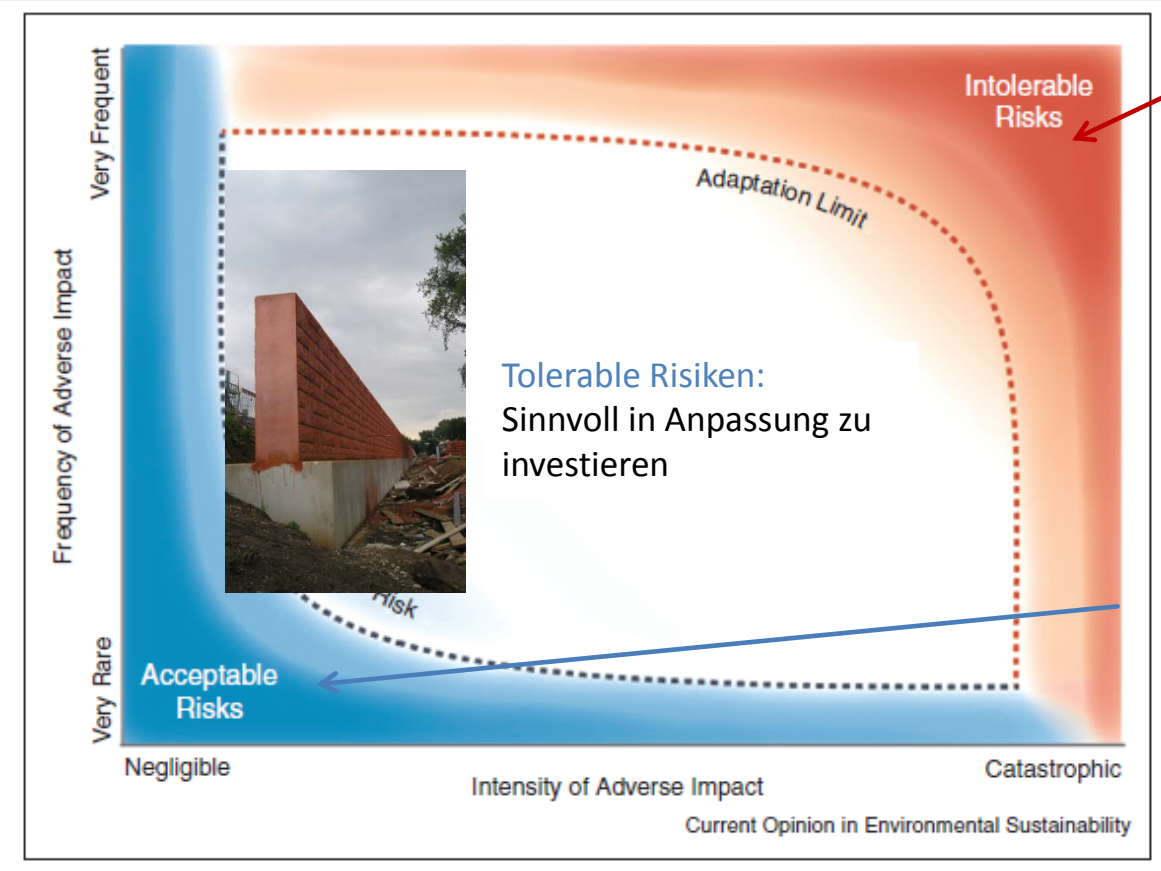 Very Frequent
Intolerable
Risks
Adaptation Limit
Frequency of Adverse Impact
Tolerable Risiken:
Sinnvoll in Anpassung zu
investieren
Risk
Acceptable
Risks
Very Rare
Negligible
Catastrophic
Intensity of Adverse Impact
Current Opinion in Environmental Sustainability